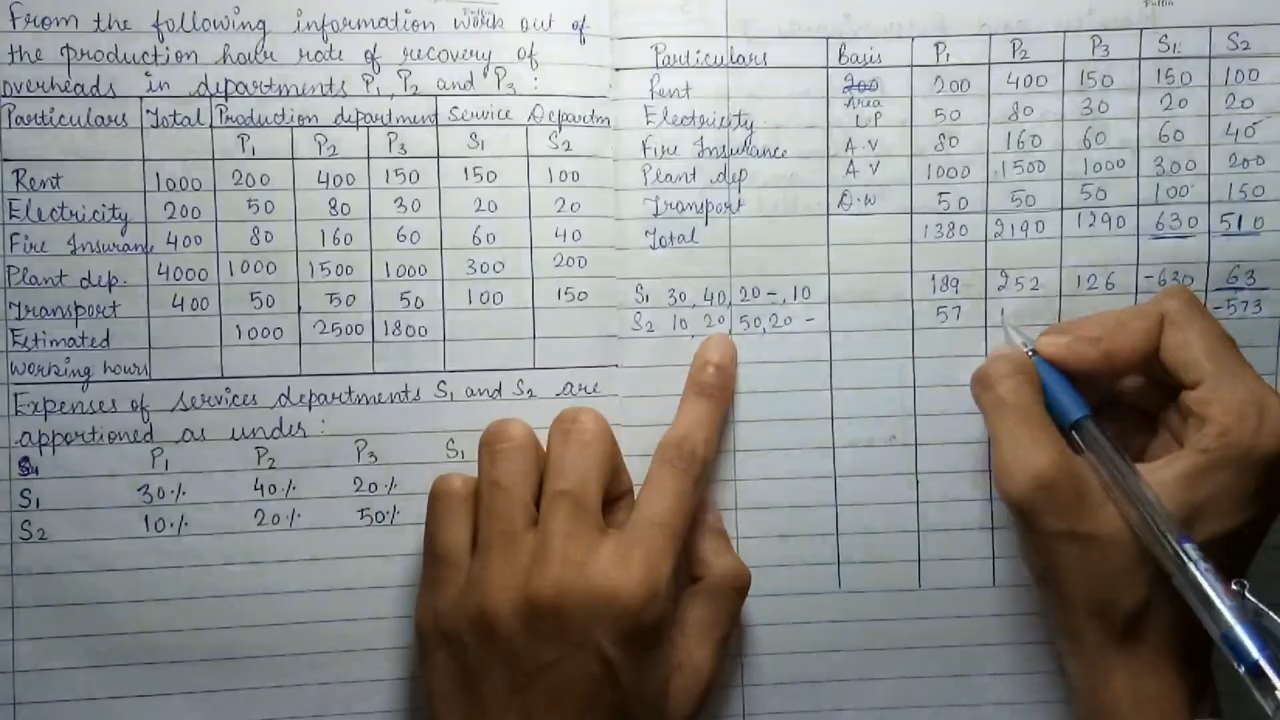 From the following information work out of
the production hour rate of recovery of
overheads in departments P1, P2 and P3 :
Particulars Total Production department Service Departm
P1 P2 P3 S1 S2
Rent 1000 200 400 150 150 100
Electricity 200 50 80 30 20 20
Fire Insuran 400 80 160 60 60 40
Plant dep. 4000 1000 1500 1000 300 200
Transport 400 50 50 50 100 150
Estimated 1000 2500 1800
working hours
Expenses of services departments S1 and S2 are
apportioned as under :
P1 P2 P3 S1
S1 30% 40% 20%
S2 10% 20% 50%
Particulars Basis P1 P2 P3 S1 S2
Rent Area 200 400 150 150 100
Electricity L P 50 80 30 20 20
Fire Insurance A.V 80 160 60 60 40
Plant dep A V 1000 1500 1000 300 200
Transport D.W 50 50 50 100 150
Total 1380 2190 1290 630 510
S1 30, 40, 20 -, 10 189 252 126 -630 63
S2 10, 20, 50, 20 - 57 1 -573